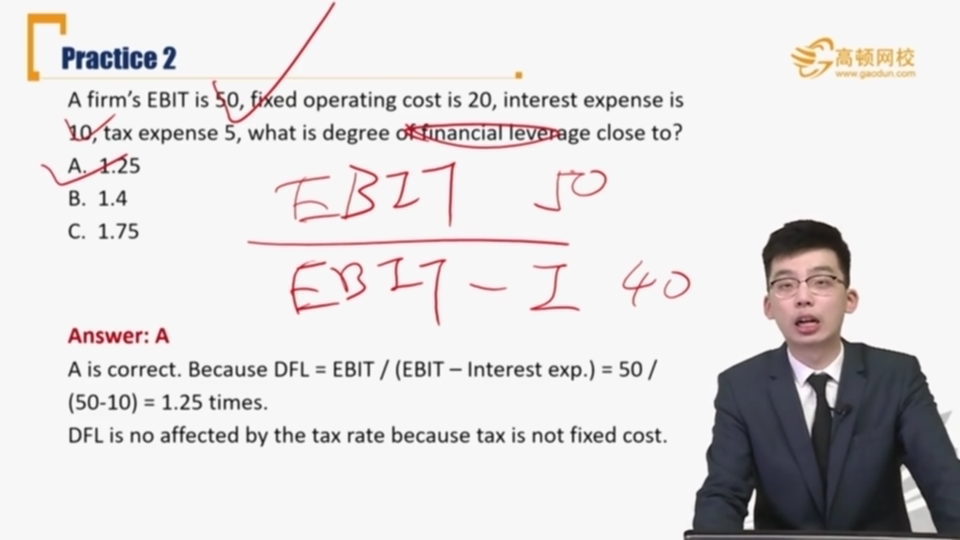 Practice 2
高顿网校
www.gaodun.com
A firm's EBIT is 50, fixed operating cost is 20, interest expense is
10, tax expense 5, what is degree of financial leverage close to?
A. 1.25
B. 1.4
C. 1.75
EBIT 50
EBIT - I 40
Answer: A
A is correct. Because DFL = EBIT / (EBIT – Interest exp.) = 50 /
(50-10) = 1.25 times.
DFL is no affected by the tax rate because tax is not fixed cost.